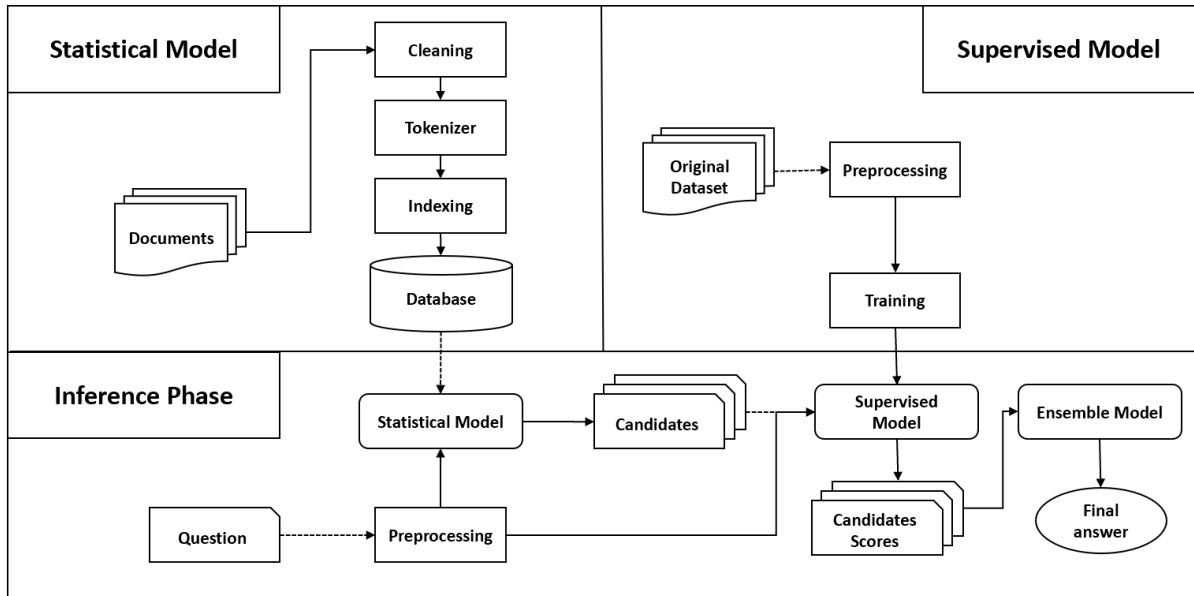 Statistical Model
Cleaning
Tokenizer
Indexing
Documents
Database
Supervised Model
Original
Dataset
Preprocessing
Training
Inference Phase
Statistical Model
Candidates
Supervised
Model
Ensemble Model
Question
Preprocessing
Candidates
Scores
Final
answer